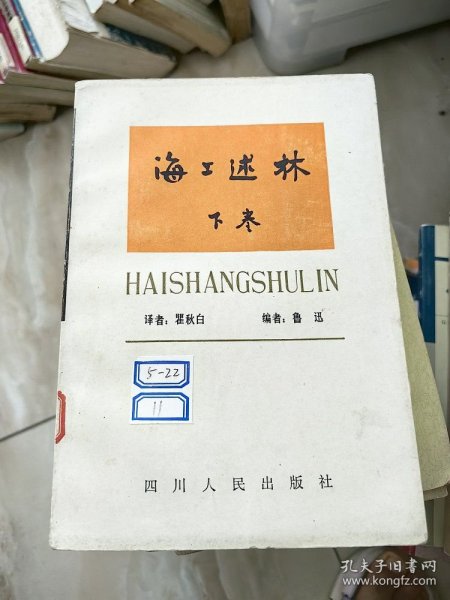 海上述林
下卷
HAISHANGSHULIN
译者：瞿秋白 编者：鲁迅
5-22
11
四川人民出版社
孔夫子旧书网
www.kongfz.com